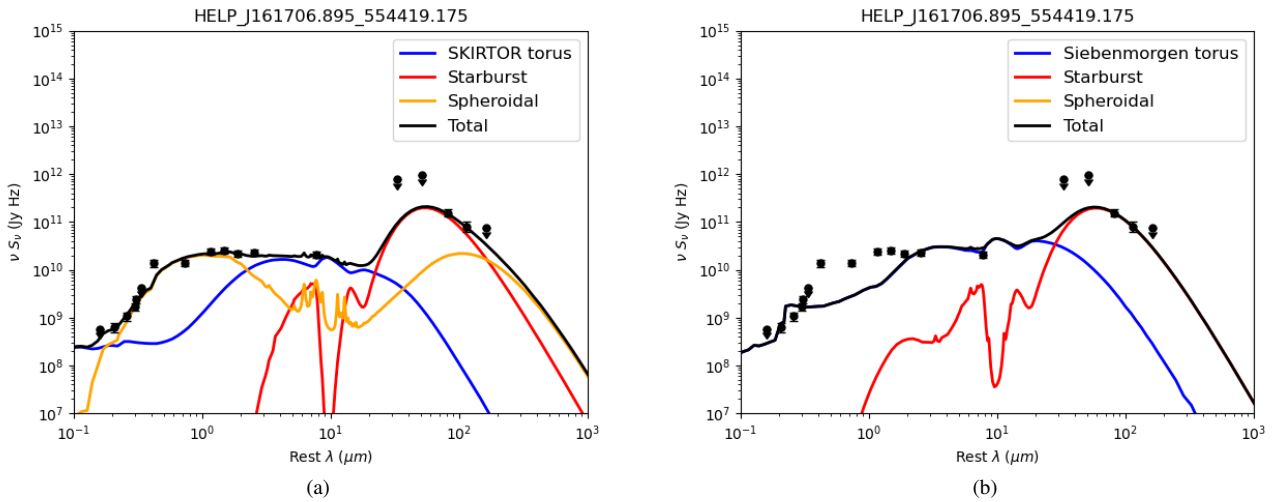 HELP_J161706.895_554419.175
10^15
10^14
10^13
10^12
10^11
10^10
10^9
10^8
10^7
ν S_ν (Jy Hz)
SKIRTOR torus
Starburst
Spheroidal
Total
10^−1
10^0
10^1
10^2
10^3
Rest λ (μm)
(a)
HELP_J161706.895_554419.175
10^15
10^14
10^13
10^12
10^11
10^10
10^9
10^8
10^7
ν S_ν (Jy Hz)
Siebenmorgen torus
Starburst
Spheroidal
Total
10^−1
10^0
10^1
10^2
10^3
Rest λ (μm)
(b)